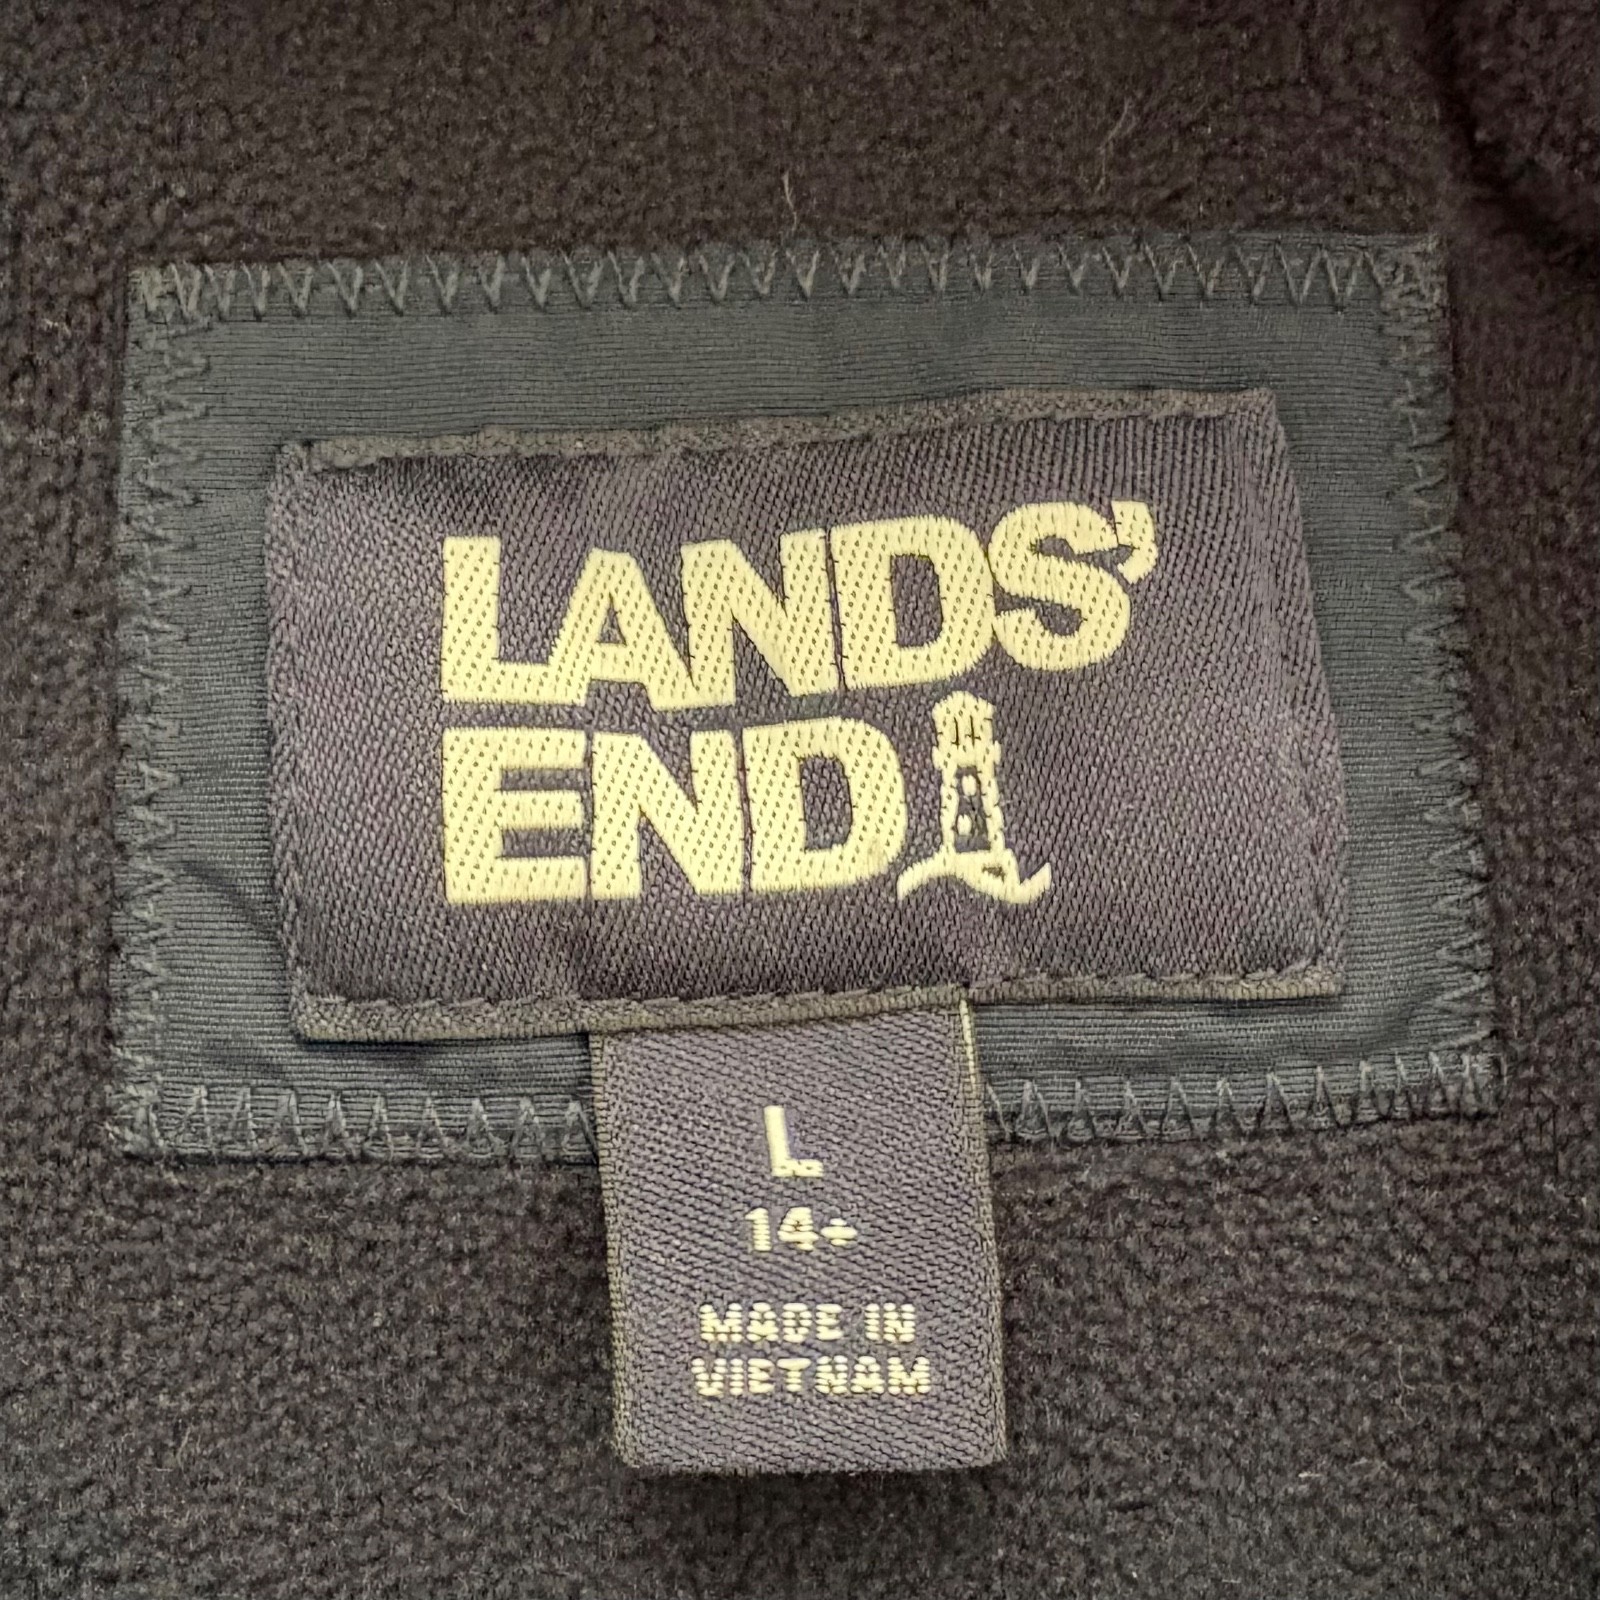 LANDS'
END
L
14+
MADE IN
VIETNAM